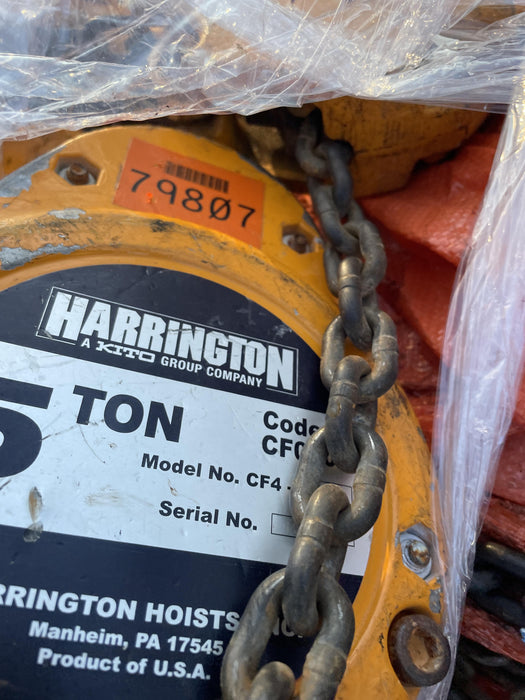 79807
HARRINGTON
A KITO GROUP COMPANY
5 TON
Code
CF0
Model No. CF4
Serial No.
RRINGTON HOISTS, INC.
Manheim, PA 17545
Product of U.S.A.